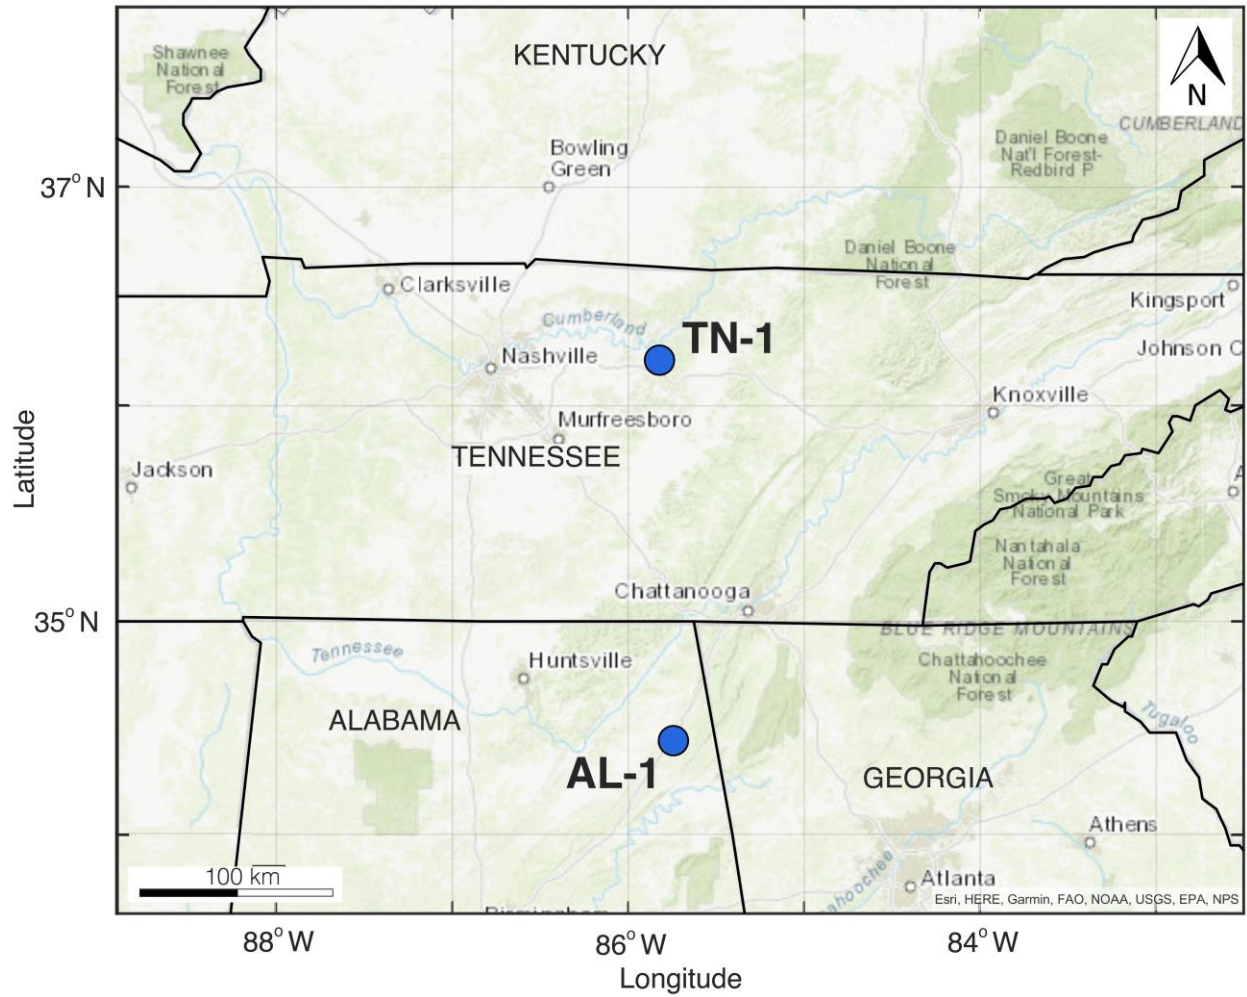 KENTUCKY
Shawnee
National
Forest
N
CUMBERLAND
Daniel Boone
Nat'l Forest-
Redbird P
Bowling
Green
37° N
Daniel Boone
National
Forest
Clarksville
Kingsport
Cumberland
TN-1
Nashville
Johnson C
Knoxville
Murfreesboro
TENNESSEE
Latitude
Jackson
A
Great
Smoky Mountains
National Park
Nantahala
National
Forest
Chattanooga
35° N
BLUE RIDGE MOUNTAINS
Tennessee
Huntsville
Chattahoochee
National
Forest
ALABAMA
Tugaloo
AL-1
GEORGIA
Athens
100 km
Atlanta
ahoochee
Esri, HERE, Garmin, FAO, NOAA, USGS, EPA, NPS
88° W
86° W
84° W
Longitude